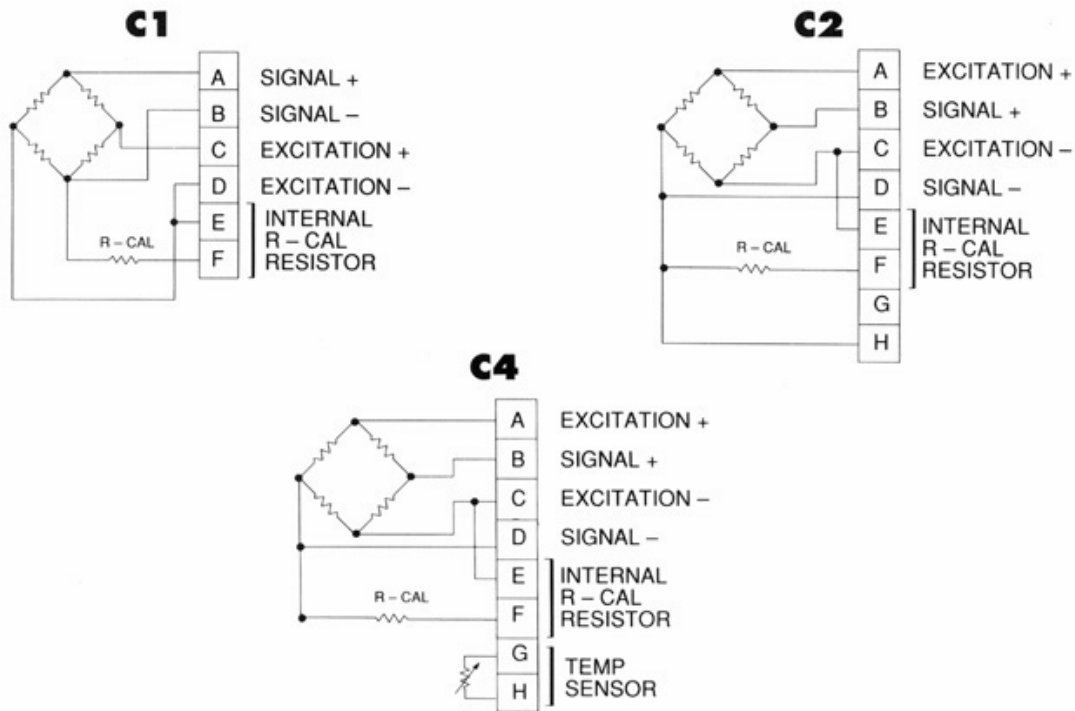 C1
A SIGNAL +
B SIGNAL –
C EXCITATION +
D EXCITATION –
E INTERNAL
R – CAL
F RESISTOR
R – CAL
C2
A EXCITATION +
B SIGNAL +
C EXCITATION –
D SIGNAL –
E INTERNAL
R – CAL
F RESISTOR
R – CAL
G
H
C4
A EXCITATION +
B SIGNAL +
C EXCITATION –
D SIGNAL –
E INTERNAL
R – CAL
F RESISTOR
R – CAL
G TEMP
H SENSOR